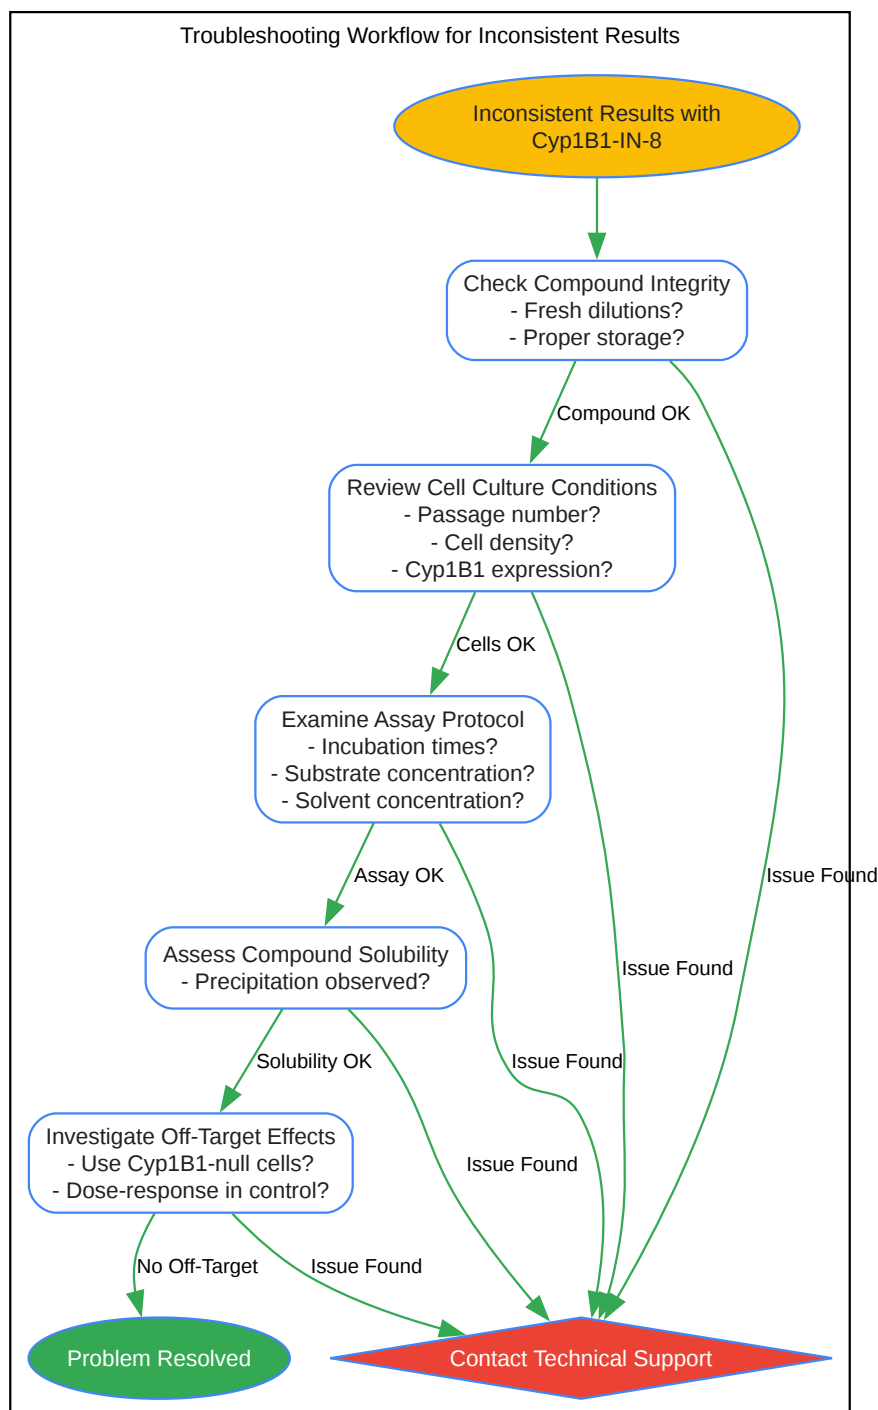 Troubleshooting Workflow for Inconsistent Results
Inconsistent Results with
Cyp1B1-IN-8
Check Compound Integrity
- Fresh dilutions?
- Proper storage?
Compound OK
Review Cell Culture Conditions
- Passage number?
- Cell density?
- Cyp1B1 expression?
Cells OK
Examine Assay Protocol
- Incubation times?
- Substrate concentration?
- Solvent concentration?
Assay OK
Issue Found
Assess Compound Solubility
- Precipitation observed?
Issue Found
Solubility OK
Issue Found
Investigate Off-Target Effects
- Use Cyp1B1-null cells?
- Dose-response in control?
Issue Found
No Off-Target
Issue Found
Problem Resolved
Contact Technical Support